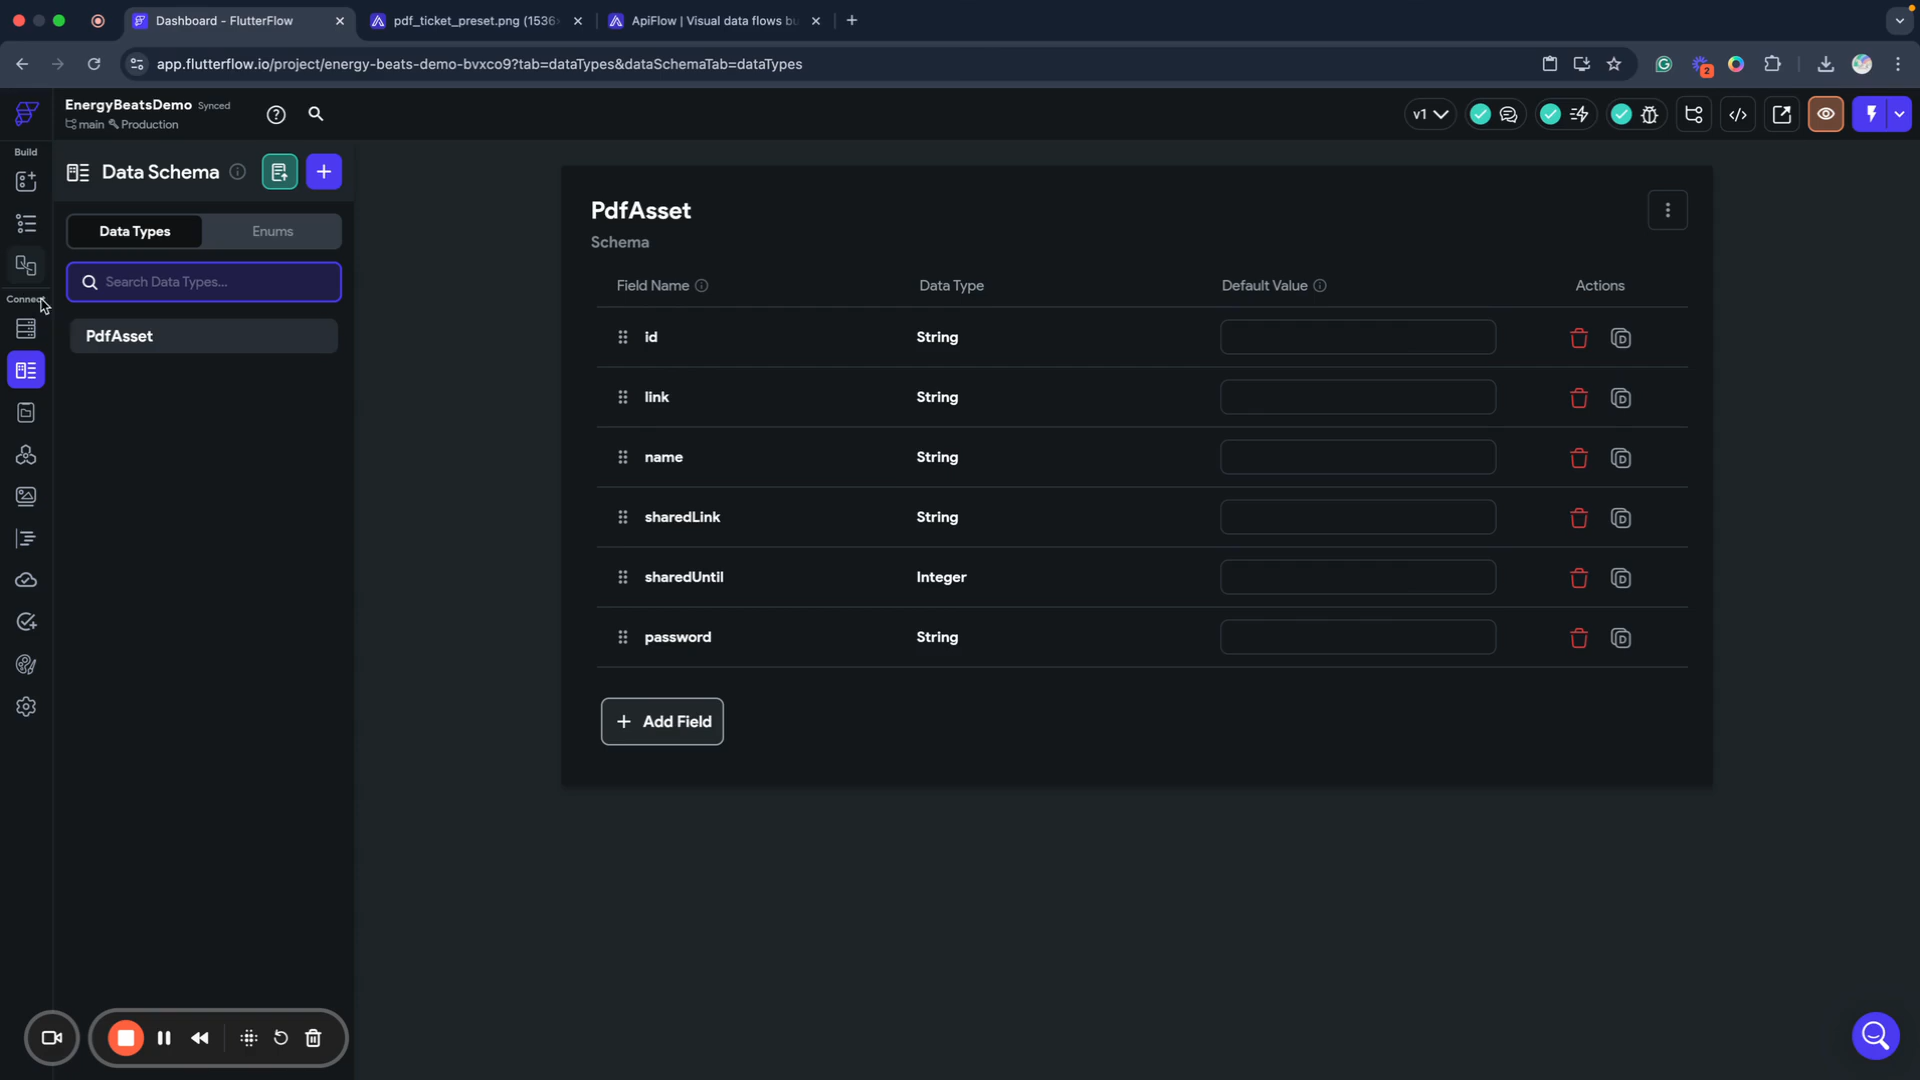 Dashboard - FlutterFlow
pdf_ticket_preset.png (1536×
ApiFlow | Visual data flows bu
app.flutterflow.io/project/energy-beats-demo-bvxco9?tab=dataTypes&dataSchemaTab=dataTypes
2
EnergyBeatsDemo Synced
main Production
v1
Build
Data Schema
Data Types Enums
Search Data Types...
Connect
PdfAsset
PdfAsset
Schema
Field Name Data Type Default Value Actions
id String
link String
name String
sharedLink String
sharedUntil Integer
password String
+ Add Field